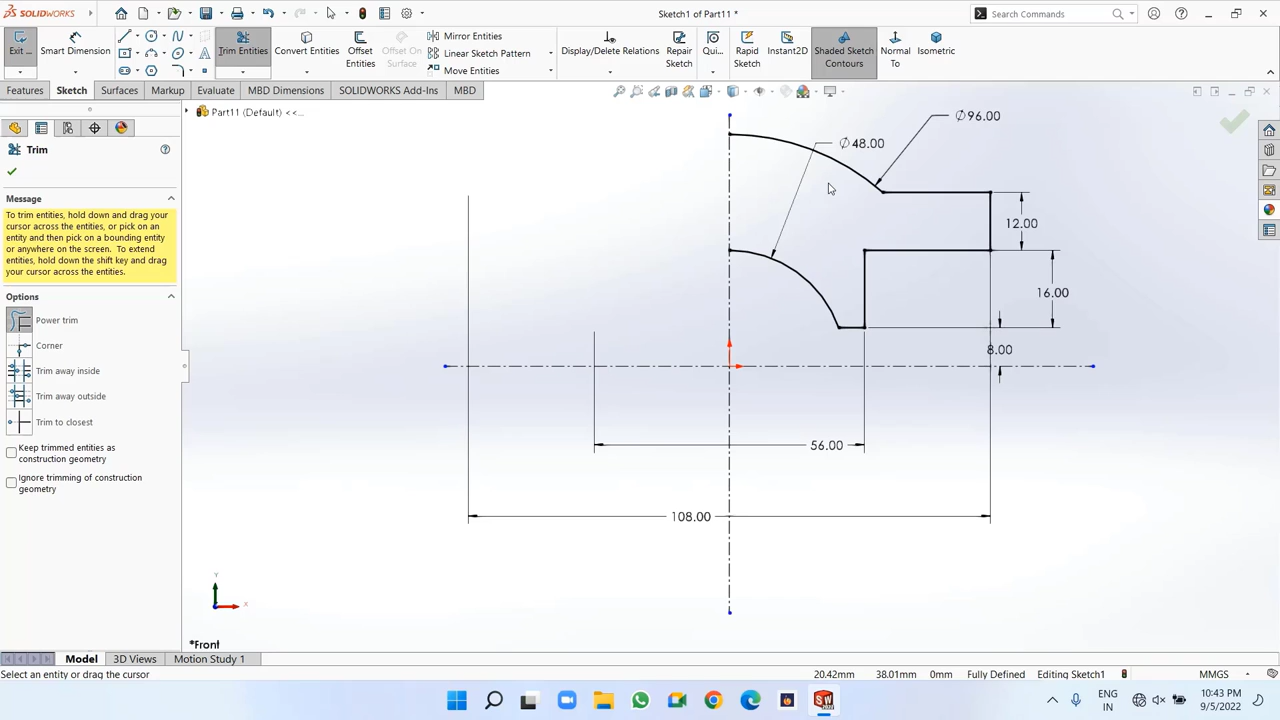 SOLIDWORKS
Sketch1 of Part11 *
Search Commands
Exit ...
Smart Dimension
Trim Entities
Convert Entities
Offset Entities
Offset On Surface
Mirror Entities
Linear Sketch Pattern
Move Entities
Display/Delete Relations
Repair Sketch
Qui...
Rapid Sketch
Instant2D
Shaded Sketch Contours
Normal To
Isometric
Features
Sketch
Surfaces
Markup
Evaluate
MBD Dimensions
SOLIDWORKS Add-Ins
MBD
Part11 (Default) <<...
Trim
Message
To trim entities, hold down and drag your
cursor across the entities, or pick on an
entity and then pick on a bounding entity
or anywhere on the screen. To extend
entities, hold down the shift key and drag
your cursor across the entities.
Options
Power trim
Corner
Trim away inside
Trim away outside
Trim to closest
Keep trimmed entities as
construction geometry
Ignore trimming of construction
geometry
Ø96.00
Ø48.00
12.00
16.00
8.00
56.00
108.00
Y
X
*Front
Model
3D Views
Motion Study 1
Select an entity or drag the cursor
20.42mm
38.01mm
0mm
Fully Defined
Editing Sketch1
MMGS
ENG
IN
10:43 PM
9/5/2022